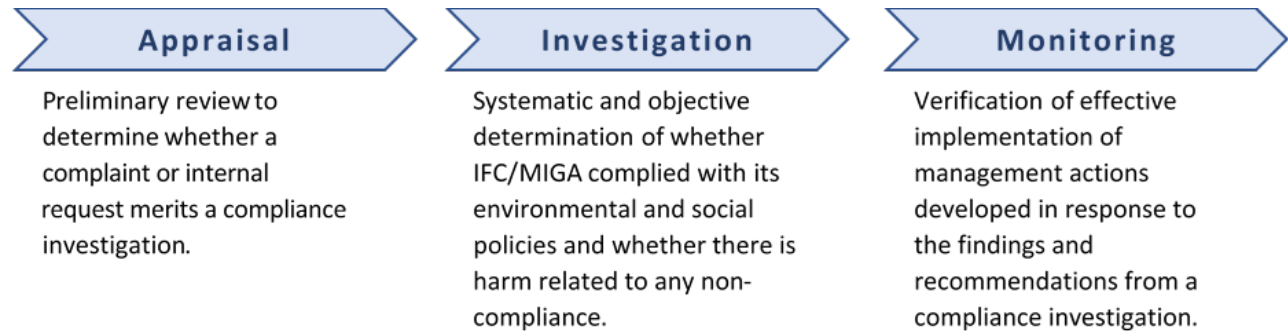 Appraisal
Preliminary review to
determine whether a
complaint or internal
request merits a compliance
investigation.
Investigation
Systematic and objective
determination of whether
IFC/MIGA complied with its
environmental and social
policies and whether there is
harm related to any non-
compliance.
Monitoring
Verification of effective
implementation of
management actions
developed in response to
the findings and
recommendations from a
compliance investigation.